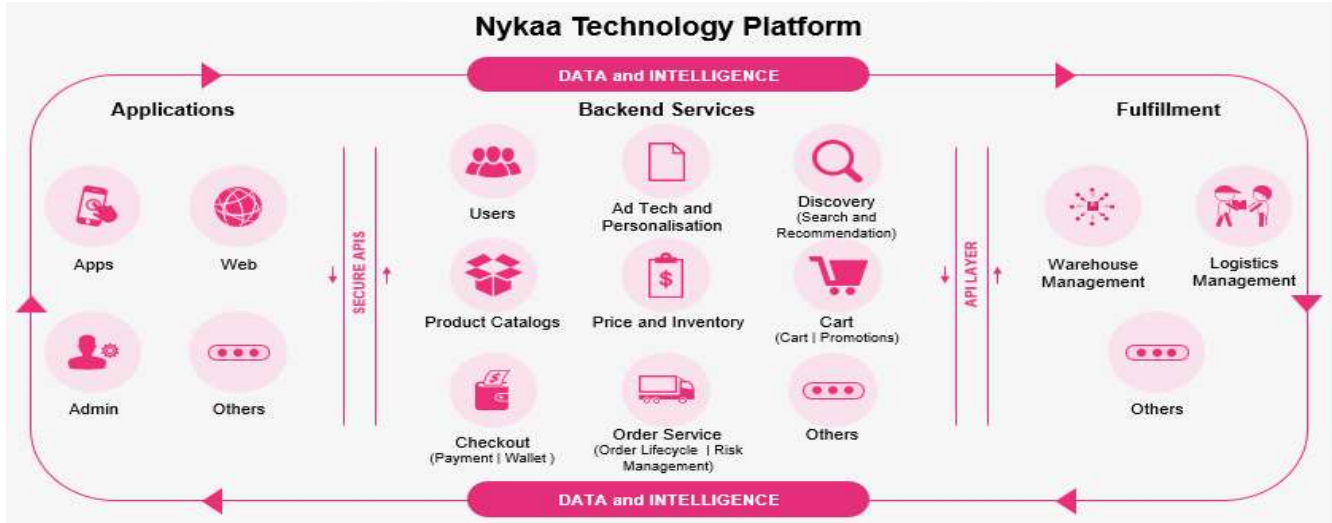 Nykaa Technology Platform
DATA and INTELLIGENCE
Applications
Apps
Web
Admin
Others
SECURE APIS
Backend Services
Users
Ad Tech and
Personalisation
Discovery
(Search and
Recommendation)
Product Catalogs
Price and Inventory
Cart
(Cart | Promotions)
Checkout
(Payment | Wallet )
Order Service
(Order Lifecycle | Risk
Management)
Others
API LAYER
Fulfillment
Warehouse
Management
Logistics
Management
Others
DATA and INTELLIGENCE